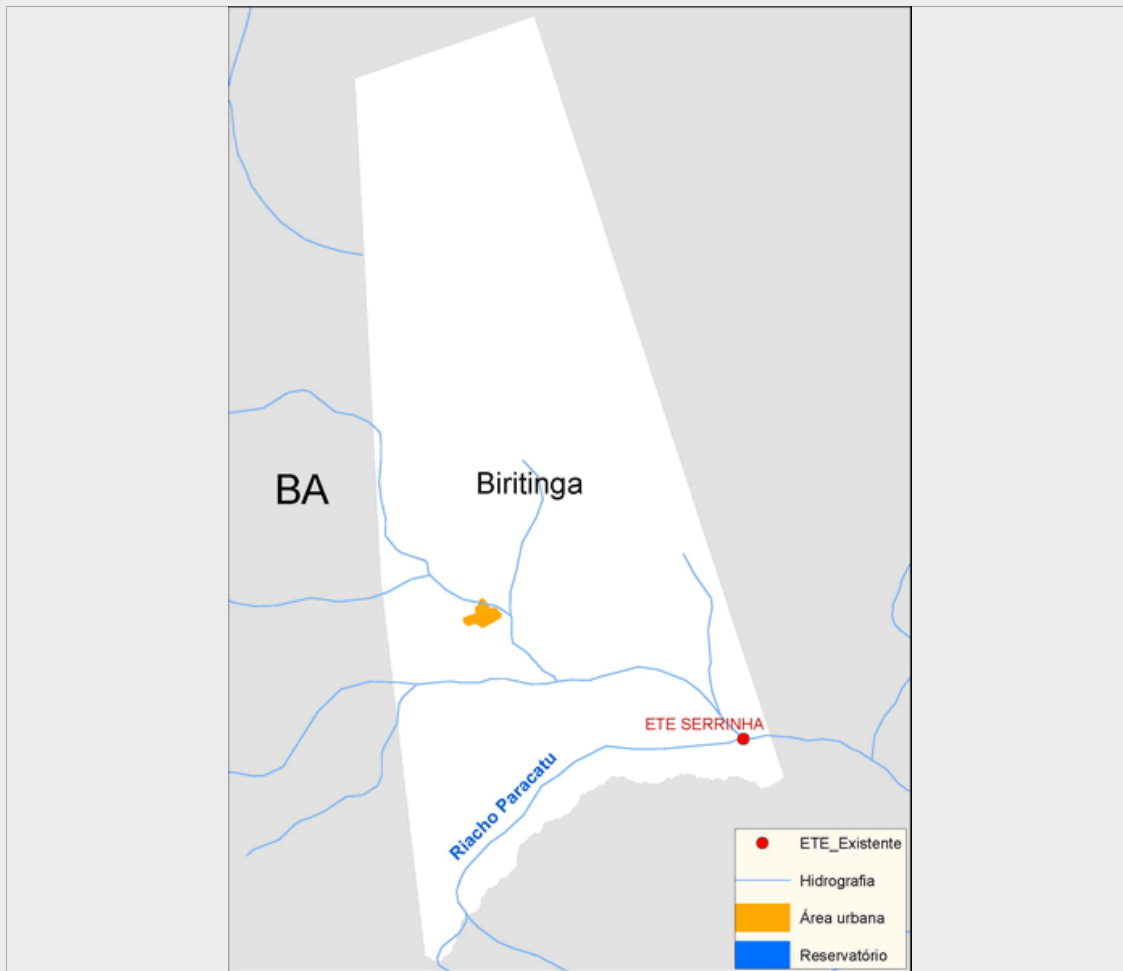 BA
Biritinga
ETE SERRINHA
Riacho Paracatu
ETE_Existente
Hidrografia
Área urbana
Reservatório